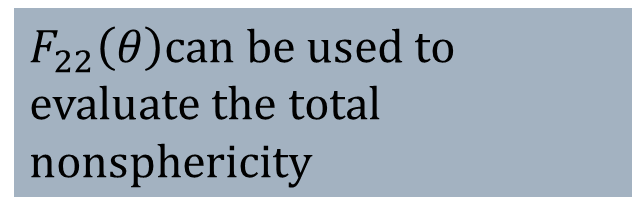 F₂₂(θ)can be used to
evaluate the total
nonsphericity